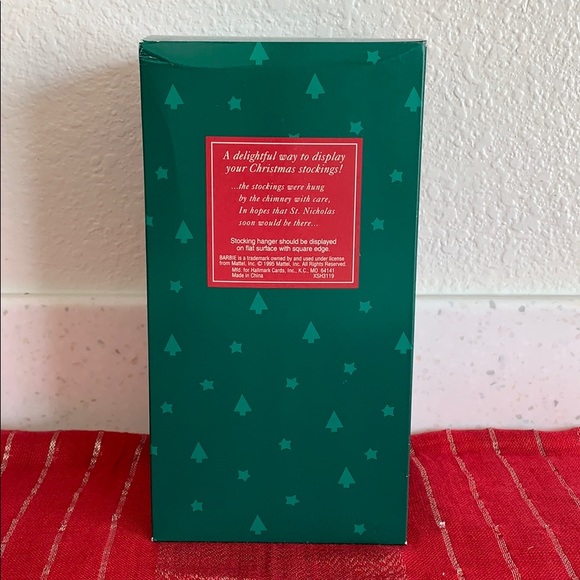 A delightful way to display
your Christmas stockings!
...the stockings were hung
by the chimney with care,
In hopes that St. Nicholas
soon would be there...
Stocking hanger should be displayed
on flat surface with square edge.
BARBIE is a trademark owned by and used under license
from Mattel, Inc. © 1995 Mattel, Inc. All Rights Reserved.
Mfd. for Hallmark Cards, Inc., K.C., MO 64141
Made in China XSH3119